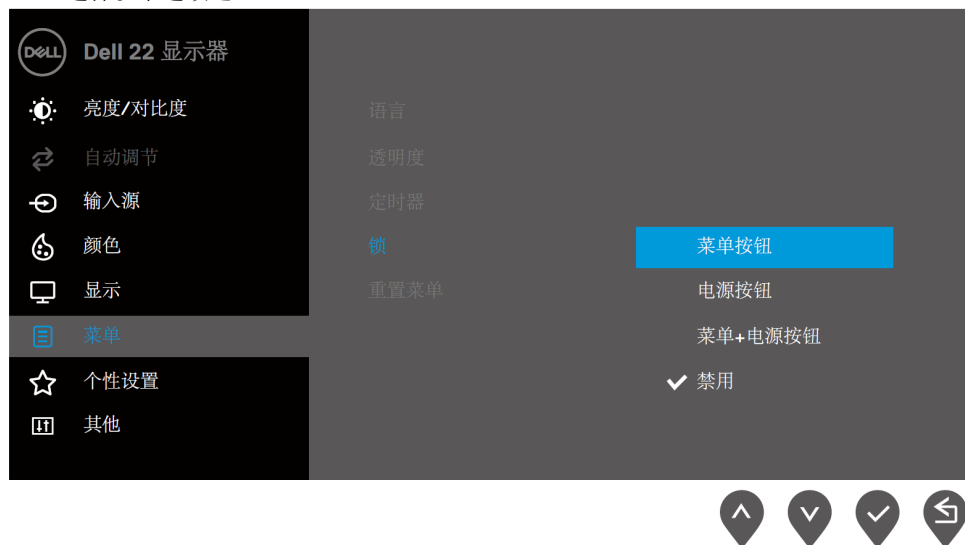 DELL
Dell 22 显示器
亮度/对比度
自动调节
输入源
颜色
显示
菜单
个性设置
其他
语言
透明度
定时器
锁
重置菜单
菜单按钮
电源按钮
菜单+电源按钮
禁用